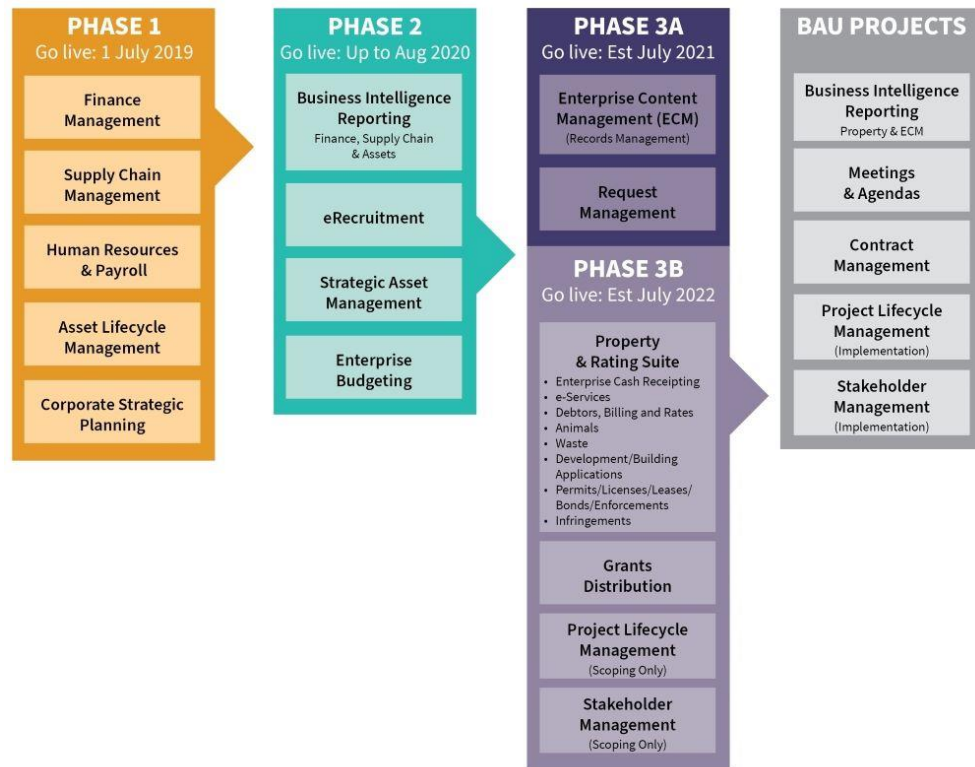 PHASE 1
Go live: 1 July 2019
Finance
Management
Supply Chain
Management
Human Resources
& Payroll
Asset Lifecycle
Management
Corporate Strategic
Planning
PHASE 2
Go live: Up to Aug 2020
Business Intelligence
Reporting
Finance, Supply Chain
& Assets
eRecruitment
Strategic Asset
Management
Enterprise
Budgeting
PHASE 3A
Go live: Est July 2021
Enterprise Content
Management (ECM)
(Records Management)
Request
Management
PHASE 3B
Go live: Est July 2022
Property
& Rating Suite
• Enterprise Cash Receipting
• e-Services
• Debtors, Billing and Rates
• Animals
• Waste
• Development/Building
Applications
• Permits/Licenses/Leases/
Bonds/Enforcements
• Infringements
Grants
Distribution
Project Lifecycle
Management
(Scoping Only)
Stakeholder
Management
(Scoping Only)
BAU PROJECTS
Business Intelligence
Reporting
Property & ECM
Meetings
& Agendas
Contract
Management
Project Lifecycle
Management
(Implementation)
Stakeholder
Management
(Implementation)